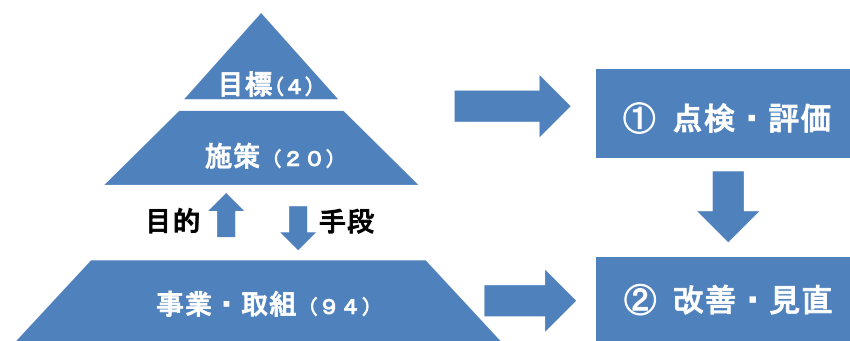 目標(4)
施策(20)
目的
手段
事業・取組(94)
① 点検・評価
② 改善・見直